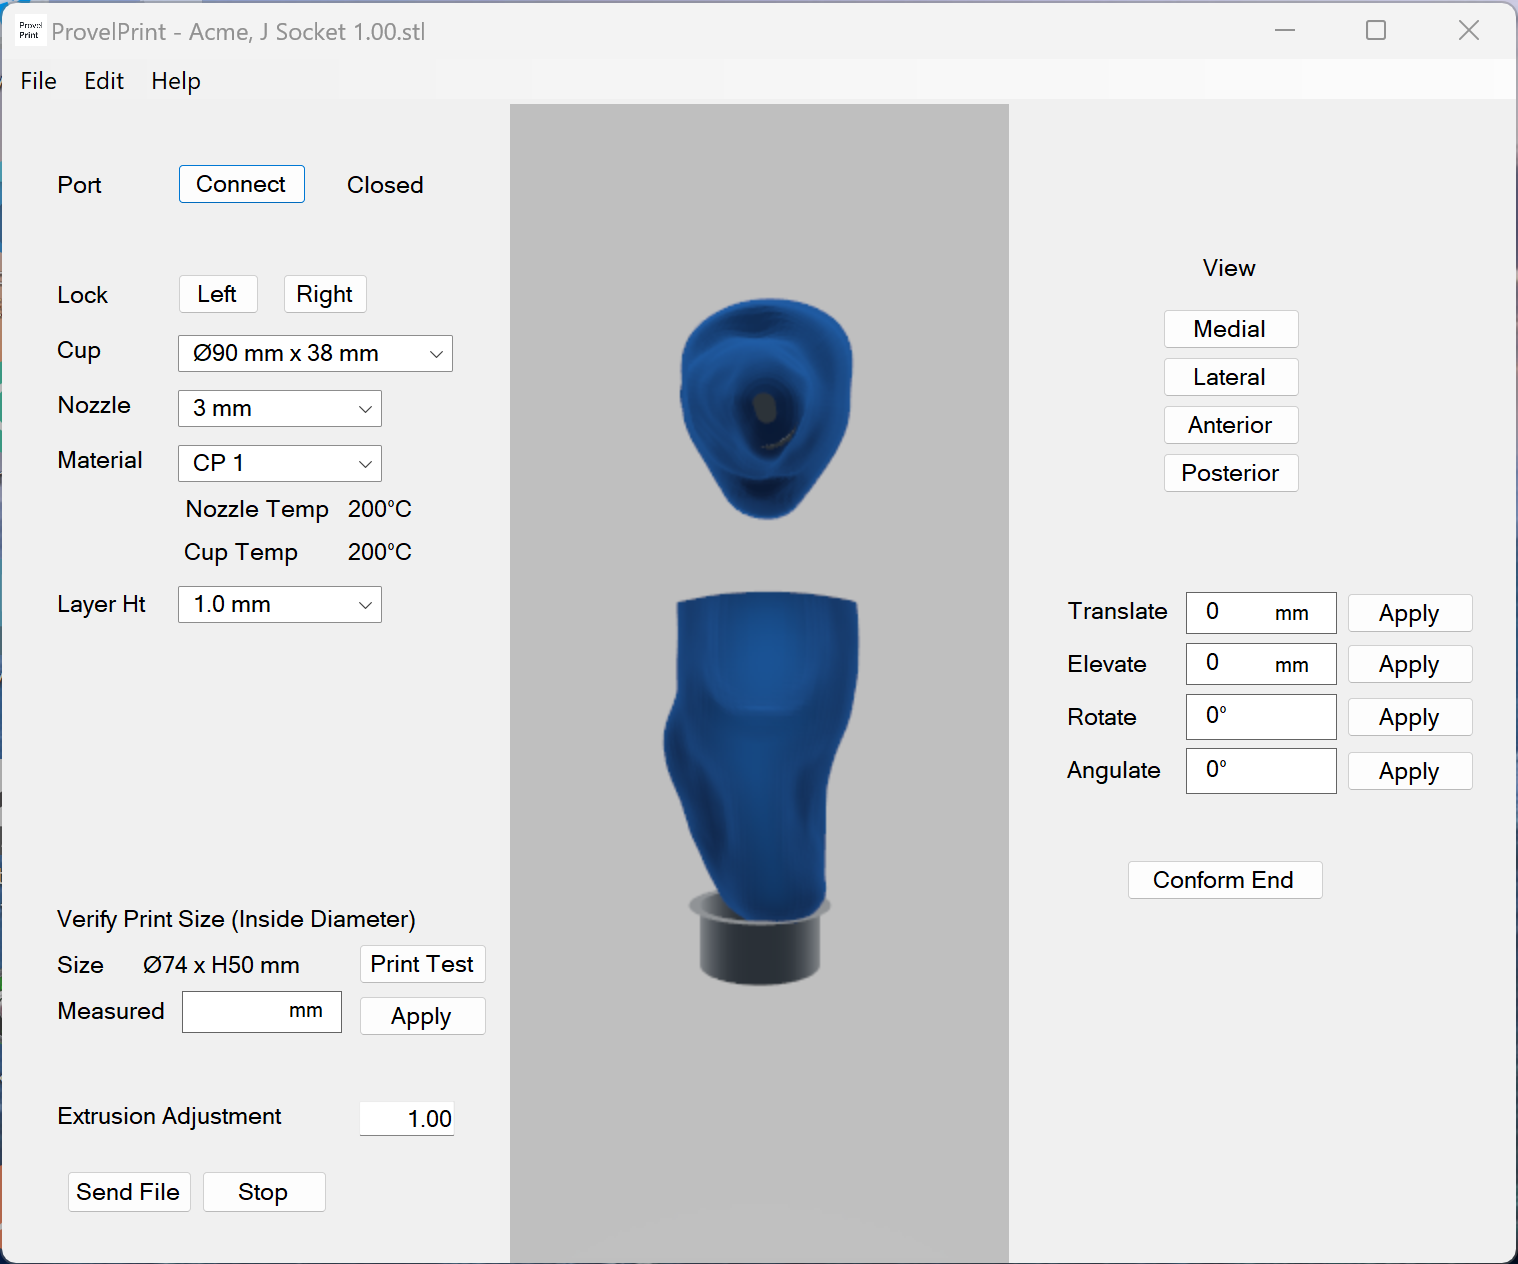 Provel
Print
ProvelPrint - Acme, J Socket 1.00.stl
File Edit Help
Port Connect Closed
Lock Left Right
Cup Ø90 mm x 38 mm
Nozzle 3 mm
Material CP 1
Nozzle Temp 200°C
Cup Temp 200°C
Layer Ht 1.0 mm
Verify Print Size (Inside Diameter)
Size Ø74 x H50 mm Print Test
Measured mm Apply
Extrusion Adjustment 1.00
Send File Stop
View
Medial
Lateral
Anterior
Posterior
Translate 0 mm Apply
Elevate 0 mm Apply
Rotate 0° Apply
Angulate 0° Apply
Conform End